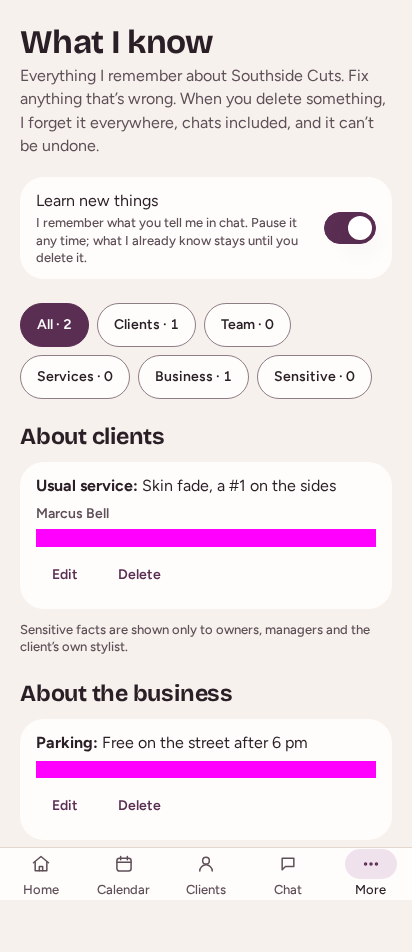 What I know
Everything I remember about Southside Cuts. Fix
anything that’s wrong. When you delete something,
I forget it everywhere, chats included, and it can’t
be undone.
Learn new things
I remember what you tell me in chat. Pause it
any time; what I already know stays until you
delete it.
All · 2
Clients · 1
Team · 0
Services · 0
Business · 1
Sensitive · 0
About clients
Usual service: Skin fade, a #1 on the sides
Marcus Bell
Edit
Delete
Sensitive facts are shown only to owners, managers and the
client’s own stylist.
About the business
Parking: Free on the street after 6 pm
Edit
Delete
Home
Calendar
Clients
Chat
More